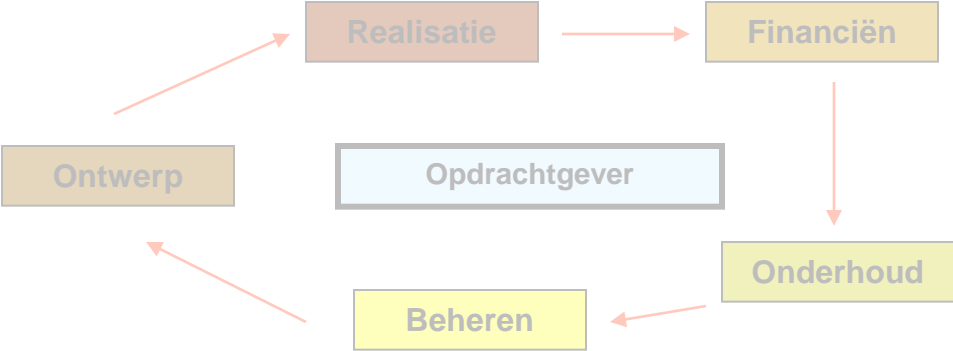 Realisatie
Financiën
Ontwerp
Opdrachtgever
Onderhoud
Beheren